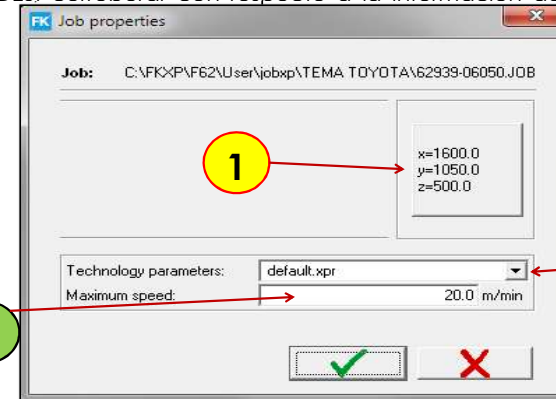 FK Job properties
Job: C:\FKXP\F62\User\jobxp\TEMA TOYOTA\62939-06050.JOB
1
x=1600.0
y=1050.0
z=500.0
Technology parameters: default.xpr
Maximum speed: 20.0 m/min